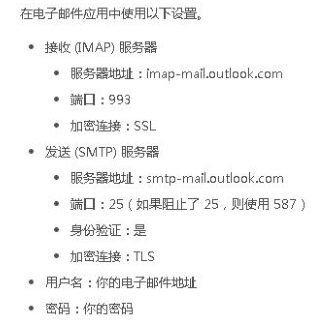 在电子邮件应用中使用以下设置。
• 接收 (IMAP) 服务器
• 服务器地址：imap-mail.outlook.com
• 端口：993
• 加密连接：SSL
• 发送 (SMTP) 服务器
• 服务器地址：smtp-mail.outlook.com
• 端口：25（如果阻止了 25，则使用 587）
• 身份验证：是
• 加密连接：TLS
• 用户名：你的电子邮件地址
• 密码：你的密码